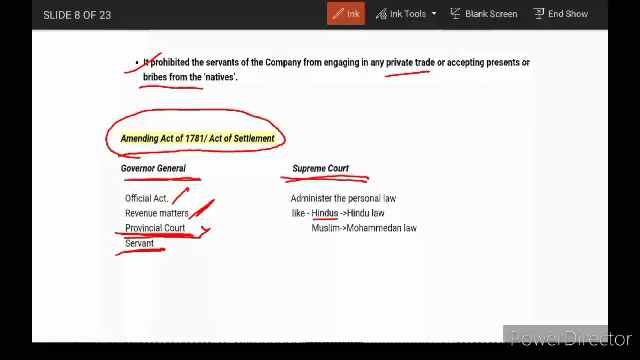 SLIDE 8 OF 23
Ink
Ink Tools
Blank Screen
End Show
• It prohibited the servants of the Company from engaging in any private trade or accepting presents or
bribes from the 'natives'.
Amending Act of 1781/ Act of Settlement
Governor General
Supreme Court
Official Act.
Administer the personal law
Revenue matters
like - Hindus ->Hindu law
Provincial Court
Muslim->Mohammedan law
Servant
PowerDirector